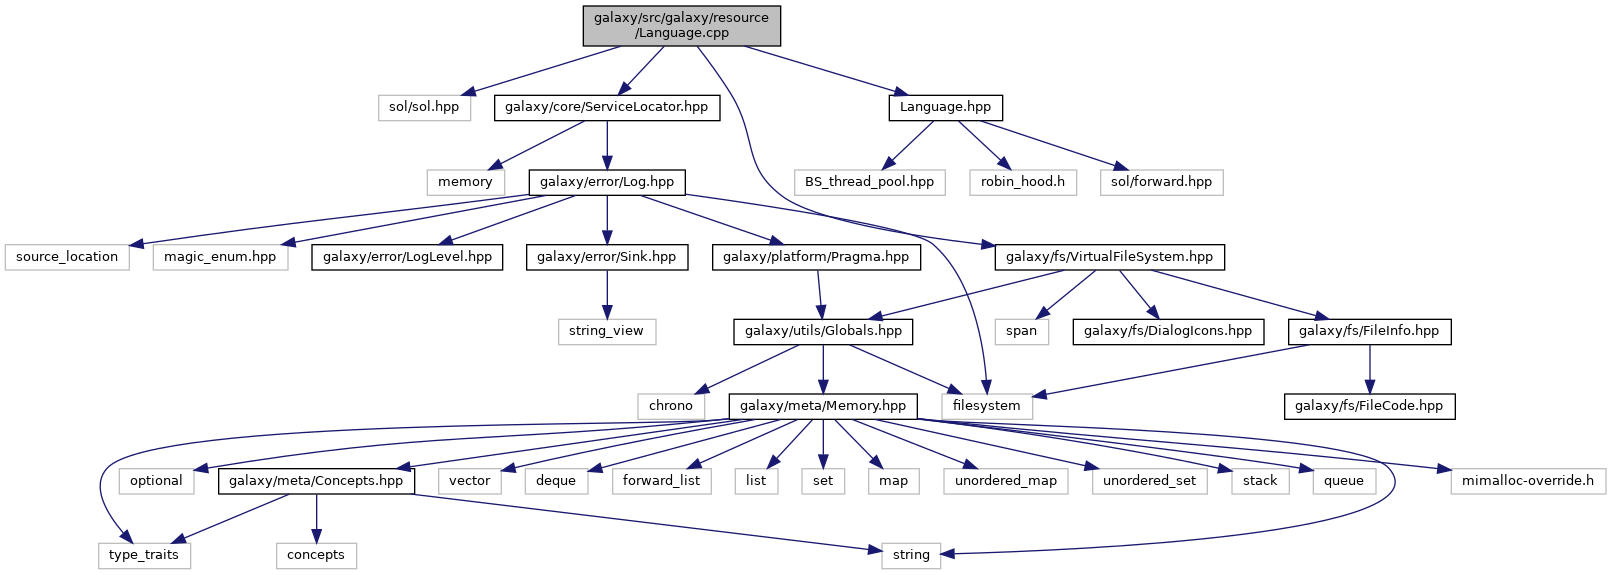 galaxy/src/galaxy/resource
/Language.cpp
sol/sol.hpp
galaxy/core/ServiceLocator.hpp
Language.hpp
memory
galaxy/error/Log.hpp
BS_thread_pool.hpp
robin_hood.h
sol/forward.hpp
source_location
magic_enum.hpp
galaxy/error/LogLevel.hpp
galaxy/error/Sink.hpp
galaxy/platform/Pragma.hpp
galaxy/fs/VirtualFileSystem.hpp
string_view
galaxy/utils/Globals.hpp
span
galaxy/fs/DialogIcons.hpp
galaxy/fs/FileInfo.hpp
chrono
galaxy/meta/Memory.hpp
filesystem
galaxy/fs/FileCode.hpp
optional
galaxy/meta/Concepts.hpp
vector
deque
forward_list
list
set
map
unordered_map
unordered_set
stack
queue
mimalloc-override.h
type_traits
concepts
string